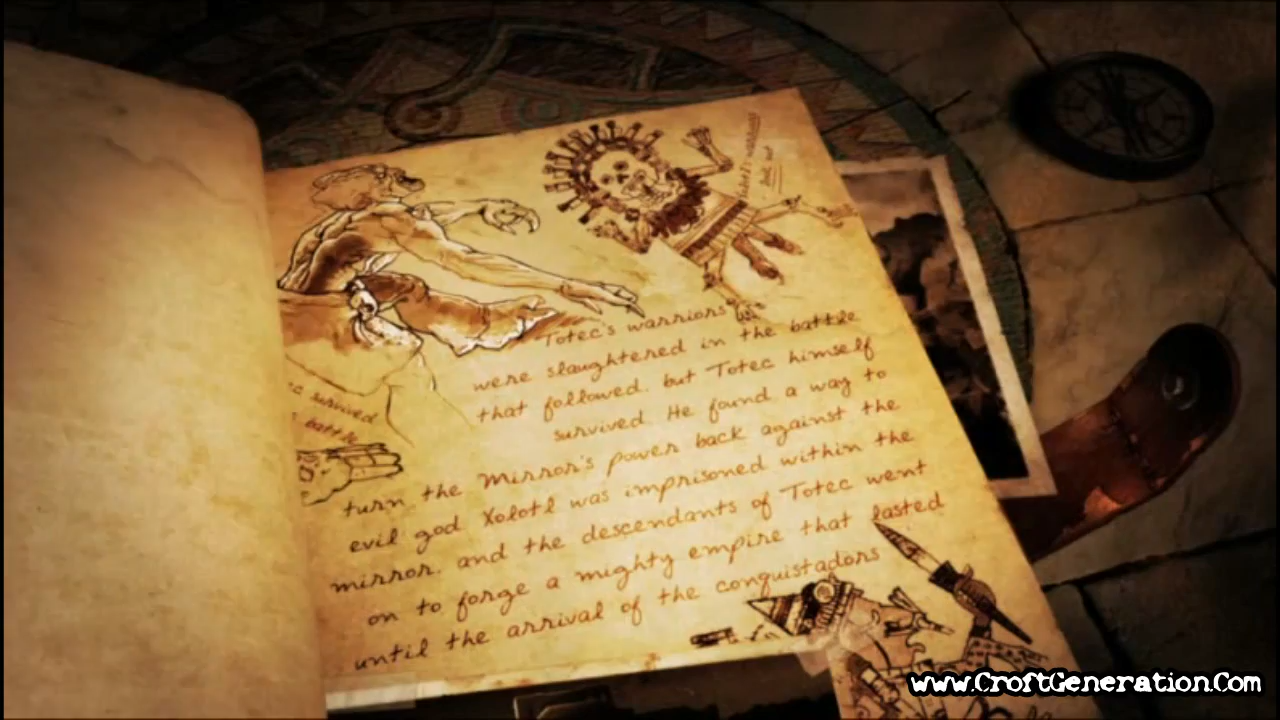 Totec's warriors
were slaughtered in the battle
that followed, but Totec himself
survived. He found a way to
turn the Mirror's power back against the
evil god Xolotl was imprisoned within the
mirror, and the descendants of Totec went
on to forge a mighty empire that lasted
until the arrival of the conquistadors
survived
battle
www.CroftGeneration.Com